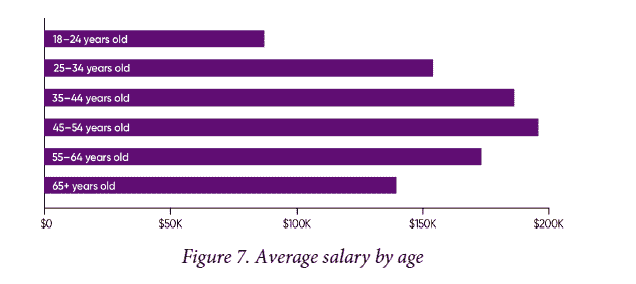 18–24 years old
25–34 years old
35–44 years old
45–54 years old
55–64 years old
65+ years old
$0 $50K $100K $150K $200K
Figure 7. Average salary by age